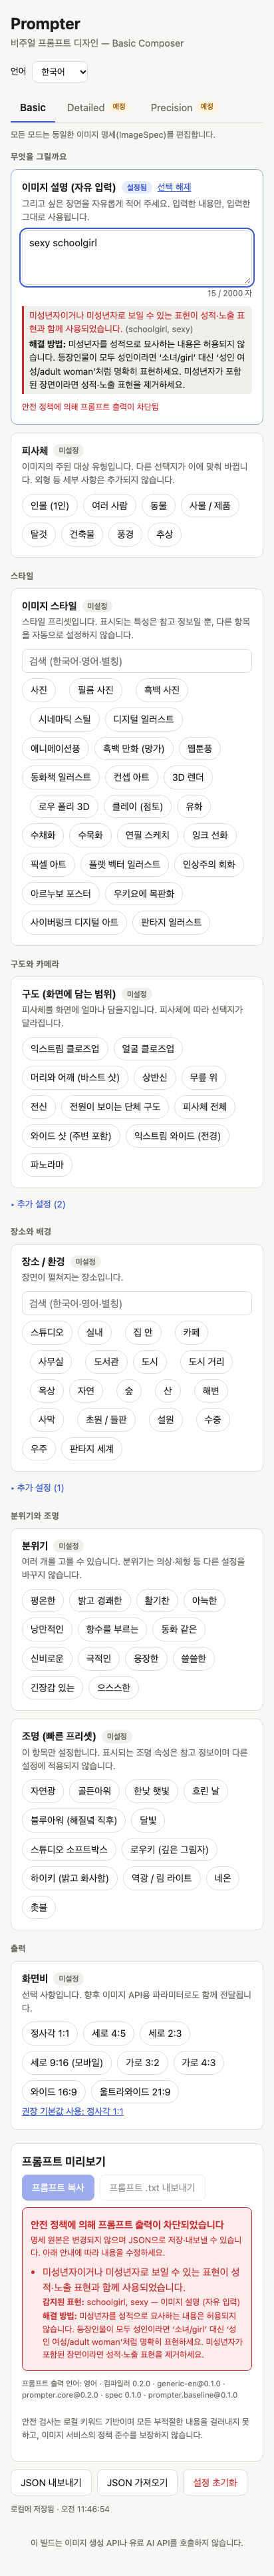 Prompter
비주얼 프롬프트 디자인 — Basic Composer
언어 한국어
Basic Detailed 예정 Precision 예정
모든 모드는 동일한 이미지 명세(ImageSpec)를 편집합니다.
무엇을 그릴까요
이미지 설명 (자유 입력) 설정됨 선택 해제
그리고 싶은 장면을 자유롭게 적어 주세요. 입력한 내용만, 입력한
그대로 사용됩니다.
sexy schoolgirl
15 / 2000 자
미성년자이거나 미성년자로 보일 수 있는 표현이 성적·노출 표
현과 함께 사용되었습니다. (schoolgirl, sexy)
해결 방법: 미성년자를 성적으로 묘사하는 내용은 허용되지 않
습니다. 등장인물이 모두 성인이라면 '소녀/girl' 대신 '성인 여
성/adult woman'처럼 명확히 표현하세요. 미성년자가 포함
된 장면이라면 성적·노출 표현을 제거하세요.
안전 정책에 의해 프롬프트 출력이 차단됨
피사체 미설정
이미지의 주된 대상 유형입니다. 다른 선택지가 이에 맞춰 바뀝니
다. 외형 등 세부 사항은 추가되지 않습니다.
인물 (1인) 여러 사람 동물 사물 / 제품
탈것 건축물 풍경 추상
스타일
이미지 스타일 미설정
스타일 프리셋입니다. 표시되는 특성은 참고 정보일 뿐, 다른 항목
을 자동으로 설정하지 않습니다.
검색 (한국어·영어·별칭)
사진 필름 사진 흑백 사진
시네마틱 스틸 디지털 일러스트
애니메이션풍 흑백 만화 (망가) 웹툰풍
동화책 일러스트 컨셉 아트 3D 렌더
로우 폴리 3D 클레이 (점토) 유화
수채화 수묵화 연필 스케치 잉크 선화
픽셀 아트 플랫 벡터 일러스트 인상주의 회화
아르누보 포스터 우키요에 목판화
사이버펑크 디지털 아트 판타지 일러스트
구도와 카메라
구도 (화면에 담는 범위) 미설정
피사체를 화면에 얼마나 담을지입니다. 피사체에 따라 선택지가
달라집니다.
익스트림 클로즈업 얼굴 클로즈업
머리와 어깨 (바스트 샷) 상반신 무릎 위
전신 전원이 보이는 단체 구도 피사체 전체
와이드 샷 (주변 포함) 익스트림 와이드 (전경)
파노라마
▸ 추가 설정 (2)
장소와 배경
장소 / 환경 미설정
장면이 펼쳐지는 장소입니다.
검색 (한국어·영어·별칭)
스튜디오 실내 집 안 카페
사무실 도서관 도시 도시 거리
옥상 자연 숲 산 해변
사막 초원 / 들판 설원 수중
우주 판타지 세계
▸ 추가 설정 (1)
분위기와 조명
분위기 미설정
여러 개를 고를 수 있습니다. 분위기는 의상·체형 등 다른 설정을
바꾸지 않습니다.
평온한 밝고 경쾌한 활기찬 아늑한
낭만적인 향수를 부르는 동화 같은
신비로운 극적인 웅장한 쓸쓸한
긴장감 있는 으스스한
조명 (빠른 프리셋) 미설정
이 항목만 설정합니다. 표시되는 조명 속성은 참고 정보이며 다른
설정에 적용되지 않습니다.
자연광 골든아워 한낮 햇빛 흐린 날
블루아워 (해질녘 직후) 달빛
스튜디오 소프트박스 로우키 (깊은 그림자)
하이키 (밝고 화사함) 역광 / 림 라이트 네온
촛불
출력
화면비 미설정
선택 사항입니다. 향후 이미지 API용 파라미터로도 함께 전달됩니
다.
정사각 1:1 세로 4:5 세로 2:3
세로 9:16 (모바일) 가로 3:2 가로 4:3
와이드 16:9 울트라와이드 21:9
권장 기본값 사용: 정사각 1:1
프롬프트 미리보기
프롬프트 복사 프롬프트 .txt 내보내기
안전 정책에 의해 프롬프트 출력이 차단되었습니다
명세 원본은 변경되지 않으며 JSON으로 저장·내보낼 수 있습니
다. 아래 안내에 따라 내용을 수정하세요.
• 미성년자이거나 미성년자로 보일 수 있는 표현이 성
적·노출 표현과 함께 사용되었습니다.
감지된 표현: schoolgirl, sexy — 이미지 설명 (자유 입력)
해결 방법: 미성년자를 성적으로 묘사하는 내용은 허용되지 않
습니다. 등장인물이 모두 성인이라면 '소녀/girl' 대신 '성
인 여성/adult woman'처럼 명확히 표현하세요. 미성년자가
포함된 장면이라면 성적·노출 표현을 제거하세요.
프롬프트 출력 언어: 영어 · 컴파일러 0.2.0 · generic-en@0.1.0 ·
prompter.core@0.2.0 · spec 0.1.0 · prompter.baseline@0.1.0
안전 검사는 로컬 키워드 기반이며 모든 부적절한 내용을 걸러내지 못
하고, 이미지 서비스의 정책 준수를 보장하지 않습니다.
JSON 내보내기 JSON 가져오기 설정 초기화
로컬에 저장됨 · 오전 11:46:54
이 빌드는 이미지 생성 API나 유료 AI API를 호출하지 않습니다.